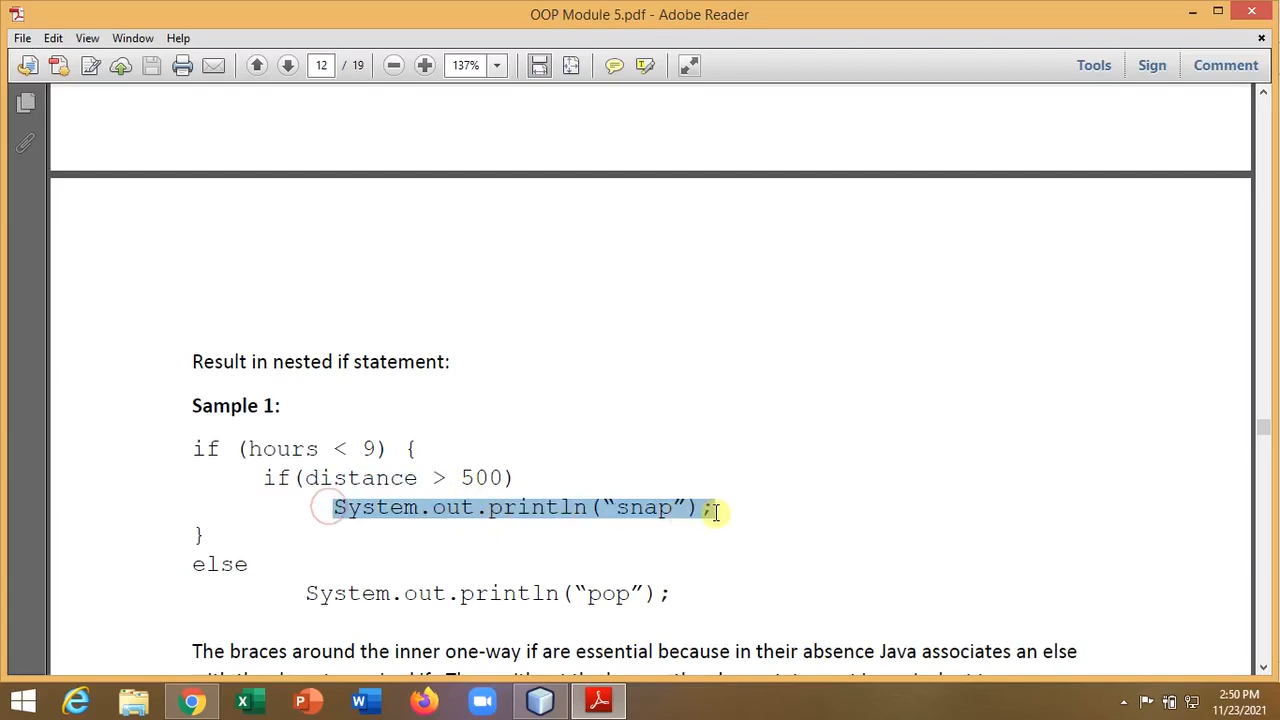 OOP Module 5.pdf - Adobe Reader
File Edit View Window Help
12 / 19 137% Tools Sign Comment
Result in nested if statement:
Sample 1:
if (hours < 9) {
if(distance > 500)
System.out.println(“snap”);
}
else
System.out.println(“pop”);
The braces around the inner one-way if are essential because in their absence Java associates an else
2:50 PM
11/23/2021